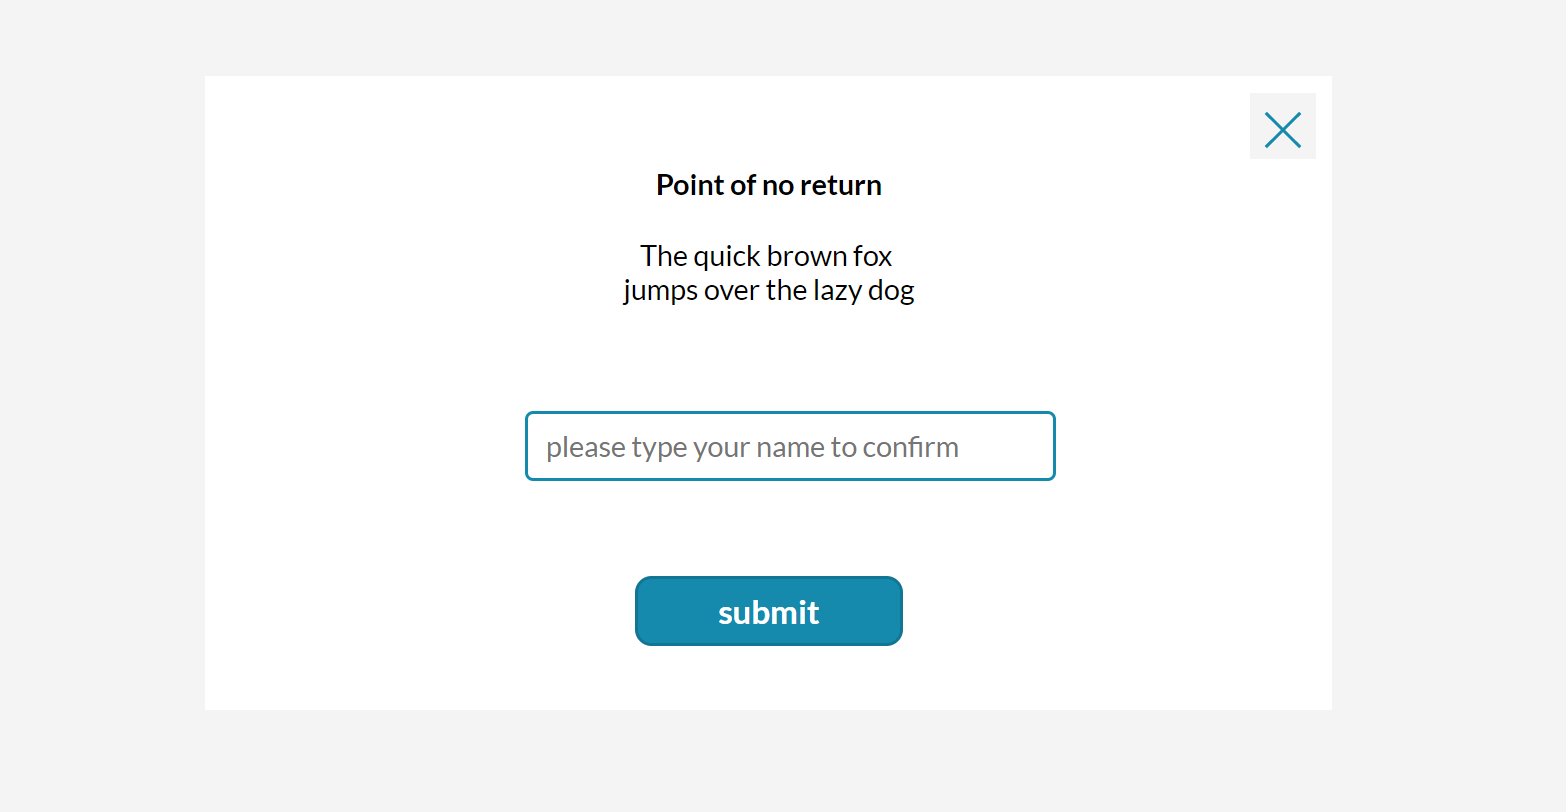 Point of no return
The quick brown fox
jumps over the lazy dog
please type your name to confirm
submit